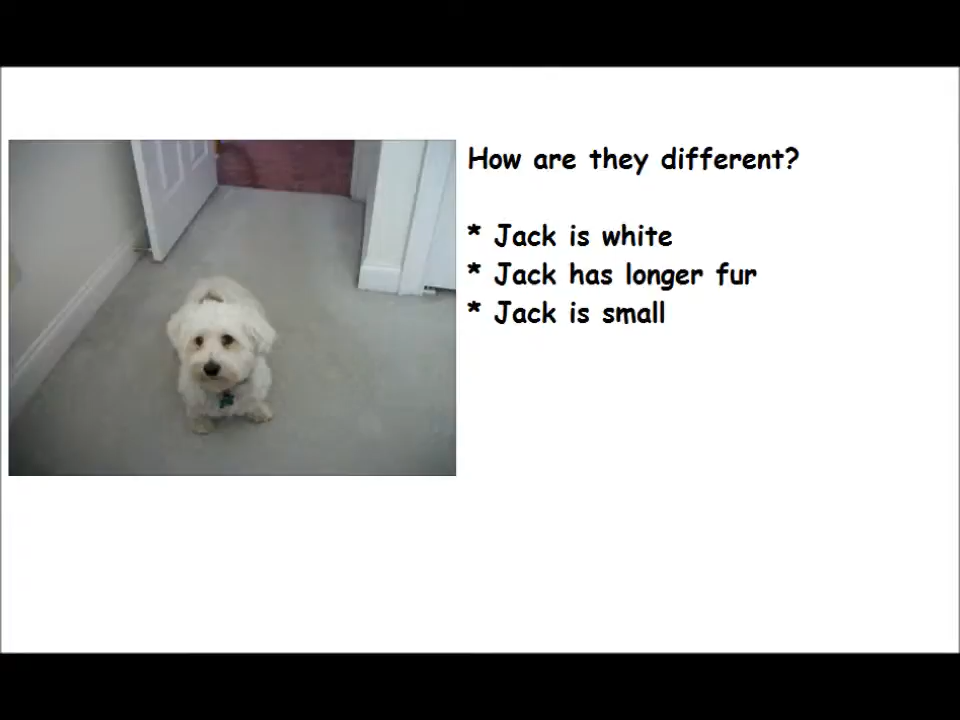 How are they different?
* Jack is white
* Jack has longer fur
* Jack is small